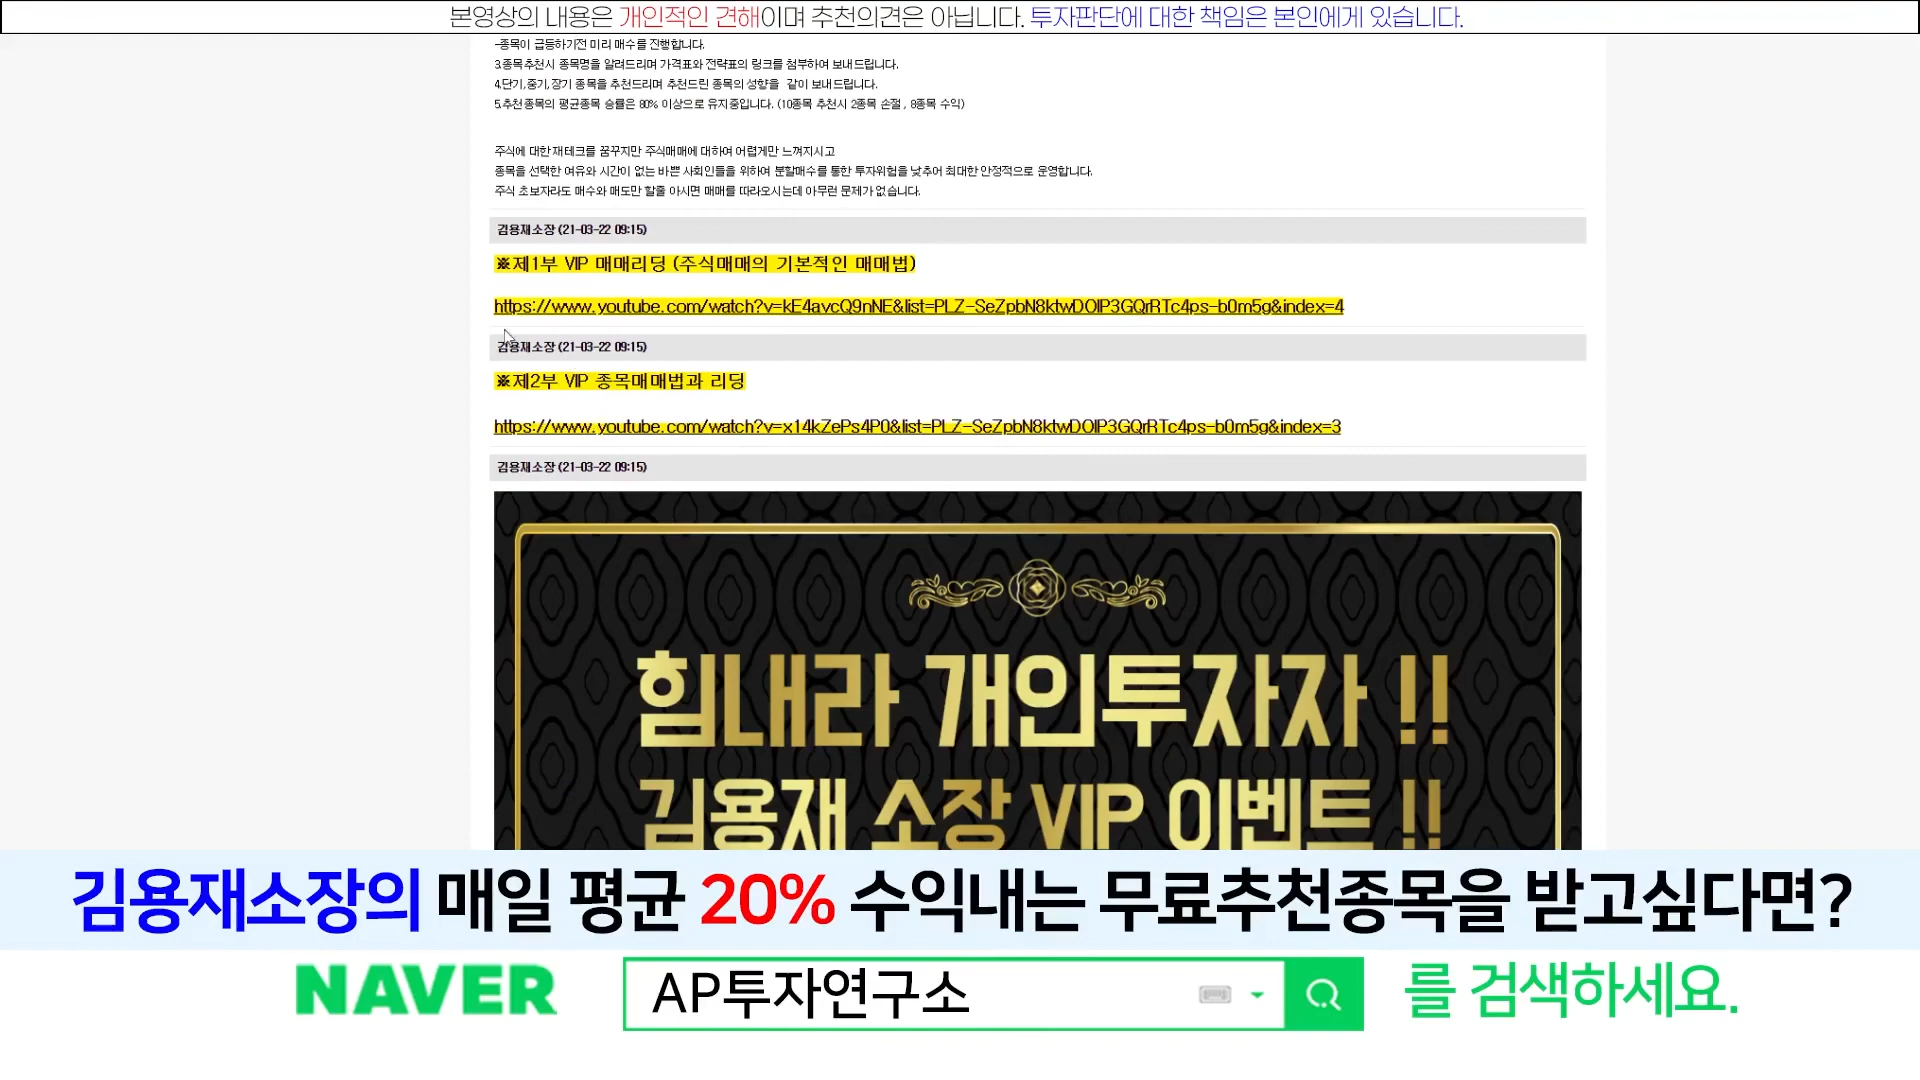 본영상의 내용은 개인적인 견해이며 추천의견은 아닙니다. 투자판단에 대한 책임은 본인에게 있습니다.
-종목이 급등하기전 미리 매수를 진행합니다.
3.종목추천시 종목명을 알려드리며 가격표와 전략표의 링크를 첨부하여 보내드립니다.
4.단기,중기,장기 종목을 추천드리며 추천드린 종목의 성향을 같이 보내드립니다.
5.추천종목의 평균종목 승률은 80% 이상으로 유지중입니다. (10종목 추천시 2종목 손절 , 8종목 수익)
주식에 대한 재테크를 꿈꾸지만 주식매매에 대하여 어렵게만 느껴지시고
종목을 선택한 여유와 시간이 없는 바쁜 사회인들을 위하여 분할매수를 통한 투자위험을 낮추어 최대한 안정적으로 운영합니다.
주식 초보자라도 매수와 매도만 할줄 아시면 매매를 따라오시는데 아무런 문제가 없습니다.
김용재소장 (21-03-22 09:15)
※제1부 VIP 매매리딩 (주식매매의 기본적인 매매법)
https://www.youtube.com/watch?v=kE4avcQ9nNE&list=PLZ-SeZpbN8ktwDOIP3GQrRTc4ps-b0m5g&index=4
김용재소장 (21-03-22 09:15)
※제2부 VIP 종목매매법과 리딩
https://www.youtube.com/watch?v=x14kZePs4P0&list=PLZ-SeZpbN8ktwDOIP3GQrRTc4ps-b0m5g&index=3
김용재소장 (21-03-22 09:15)
힘내라 개인투자자 !!
김용재 소장 VIP 이벤트 !!
김용재소장의 매일 평균 20% 수익내는 무료추천종목을 받고싶다면?
NAVER AP투자연구소 를 검색하세요.